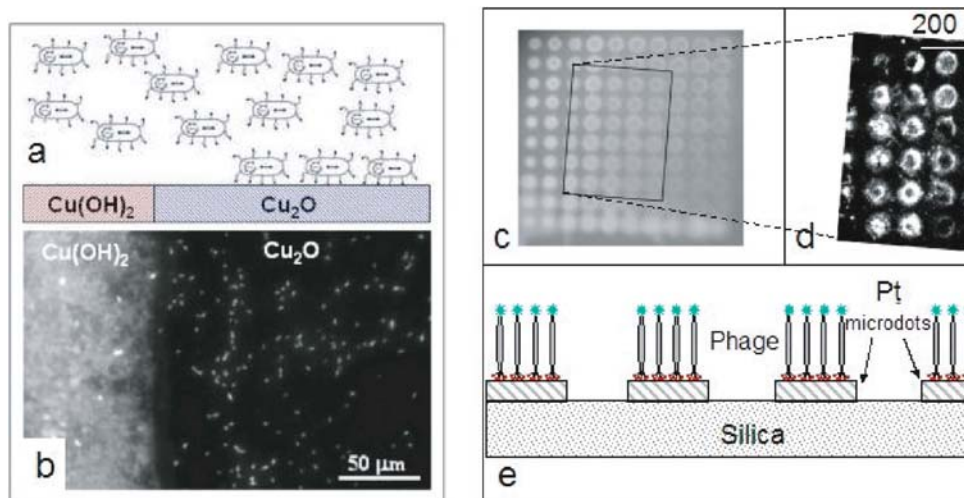 a
Cu(OH)₂
Cu₂O
Cu(OH)₂
Cu₂O
b
50 µm
c
200
d
Phage
Pt
microdots
Silica
e